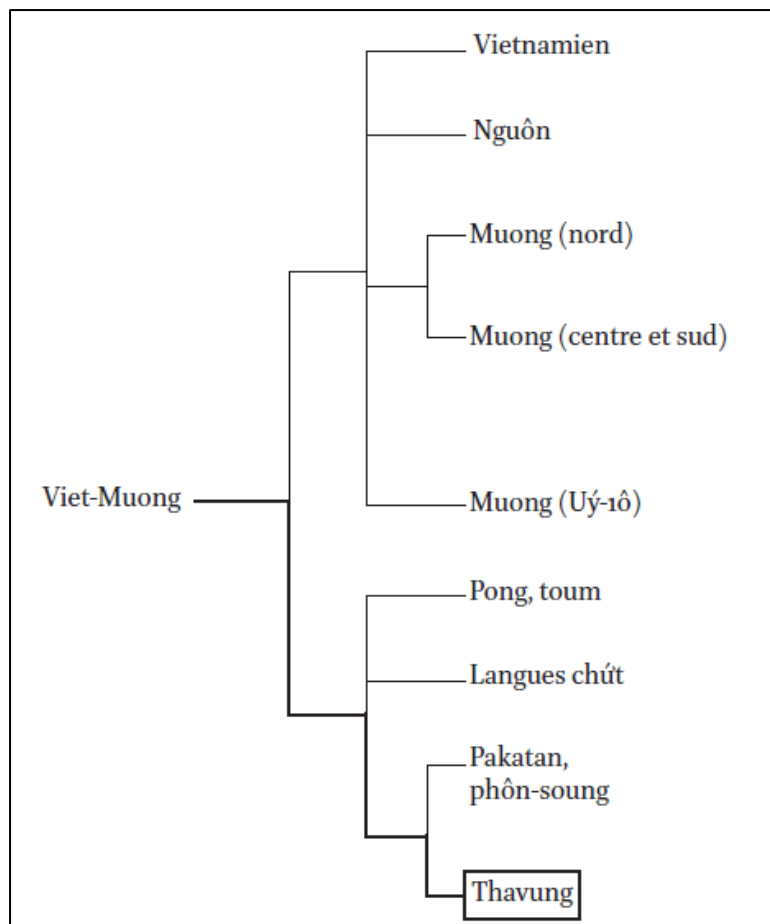 Vietnamien
Nguôn
Muong (nord)
Muong (centre et sud)
Viet-Muong
Muong (Uý-ıô)
Pong, toum
Langues chứt
Pakatan,
phôn-soung
Thavung